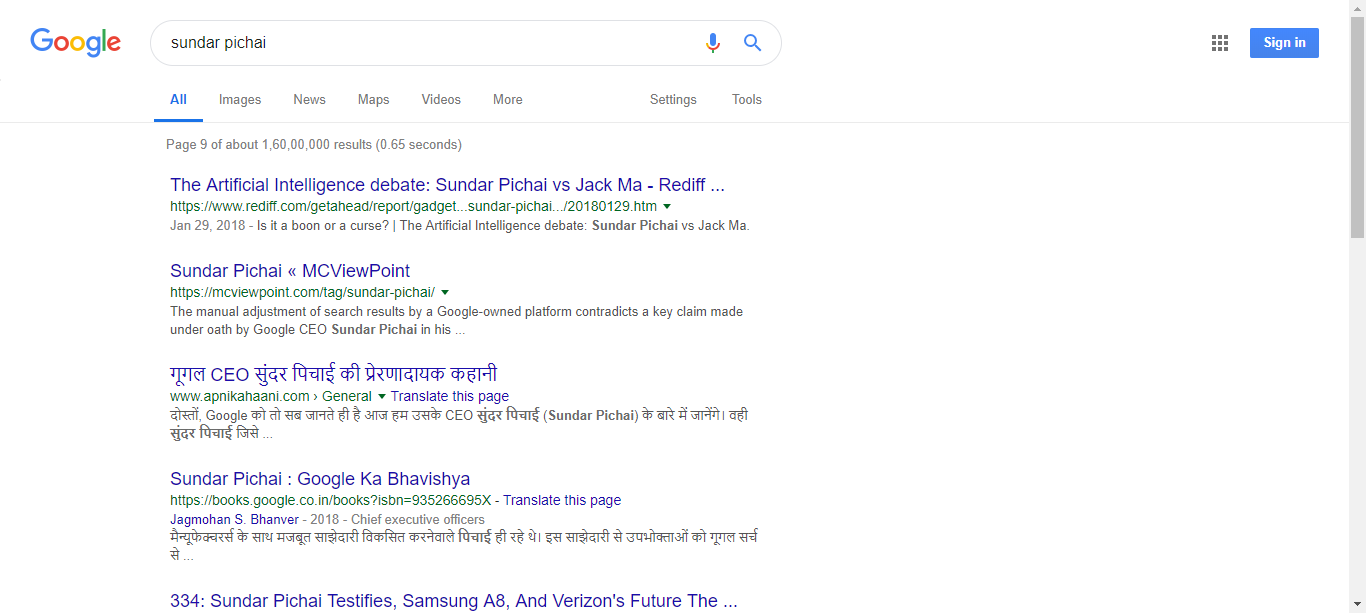 Google
sundar pichai
Sign in
All Images News Maps Videos More Settings Tools
Page 9 of about 1,60,00,000 results (0.65 seconds)
The Artificial Intelligence debate: Sundar Pichai vs Jack Ma - Rediff ...
https://www.rediff.com/getahead/report/gadget...sundar-pichai.../20180129.htm
Jan 29, 2018 - Is it a boon or a curse? | The Artificial Intelligence debate: Sundar Pichai vs Jack Ma.
Sundar Pichai « MCViewPoint
https://mcviewpoint.com/tag/sundar-pichai/
The manual adjustment of search results by a Google-owned platform contradicts a key claim made
under oath by Google CEO Sundar Pichai in his ...
गूगल CEO सुंदर पिचाई की प्रेरणादायक कहानी
www.apnikahaani.com › General Translate this page
दोस्तों, Google को तो सब जानते ही है आज हम उसके CEO सुंदर पिचाई (Sundar Pichai) के बारे में जानेंगे। वही
सुंदर पिचाई जिसे ...
Sundar Pichai : Google Ka Bhavishya
https://books.google.co.in/books?isbn=935266695X - Translate this page
Jagmohan S. Bhanver - 2018 - Chief executive officers
मैन्यूफेक्चरर्स के साथ मजबूत साझेदारी विकसित करनेवाले पिचाई ही रहे थे। इस साझेदारी से उपभोक्ताओं को गूगल सर्च
से ...
334: Sundar Pichai Testifies, Samsung A8, And Verizon's Future The ...